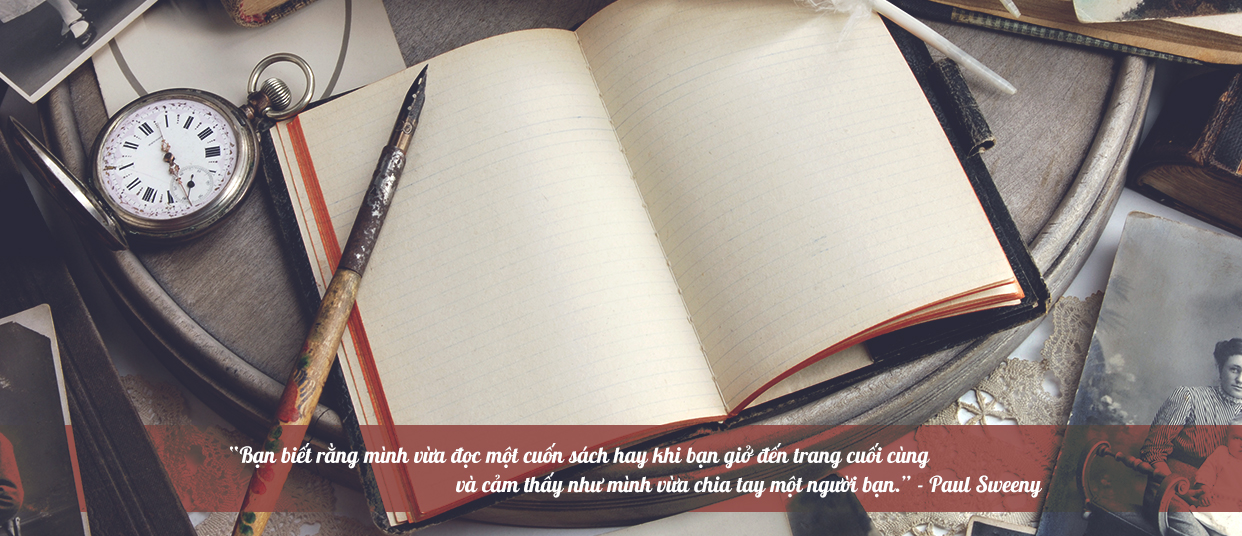 “Bạn biết rằng mình vừa đọc một cuốn sách hay khi bạn giở đến trang cuối cùng
và cảm thấy như mình vừa chia tay một người bạn.” - Paul Sweeny